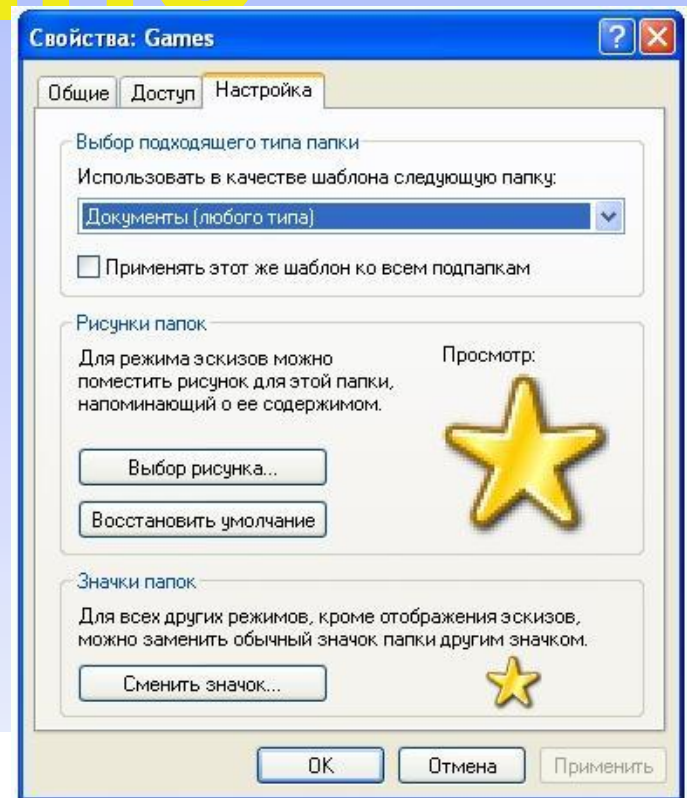 Свойства: Games
Общие Доступ Настройка
Выбор подходящего типа папки
Использовать в качестве шаблона следующую папку:
Документы (любого типа)
Применять этот же шаблон ко всем подпапкам
Рисунки папок
Для режима эскизов можно
поместить рисунок для этой папки,
напоминающий о ее содержимом.
Просмотр:
Выбор рисунка...
Восстановить умолчание
Значки папок
Для всех других режимов, кроме отображения эскизов,
можно заменить обычный значок папки другим значком.
Сменить значок...
ОК Отмена Применить